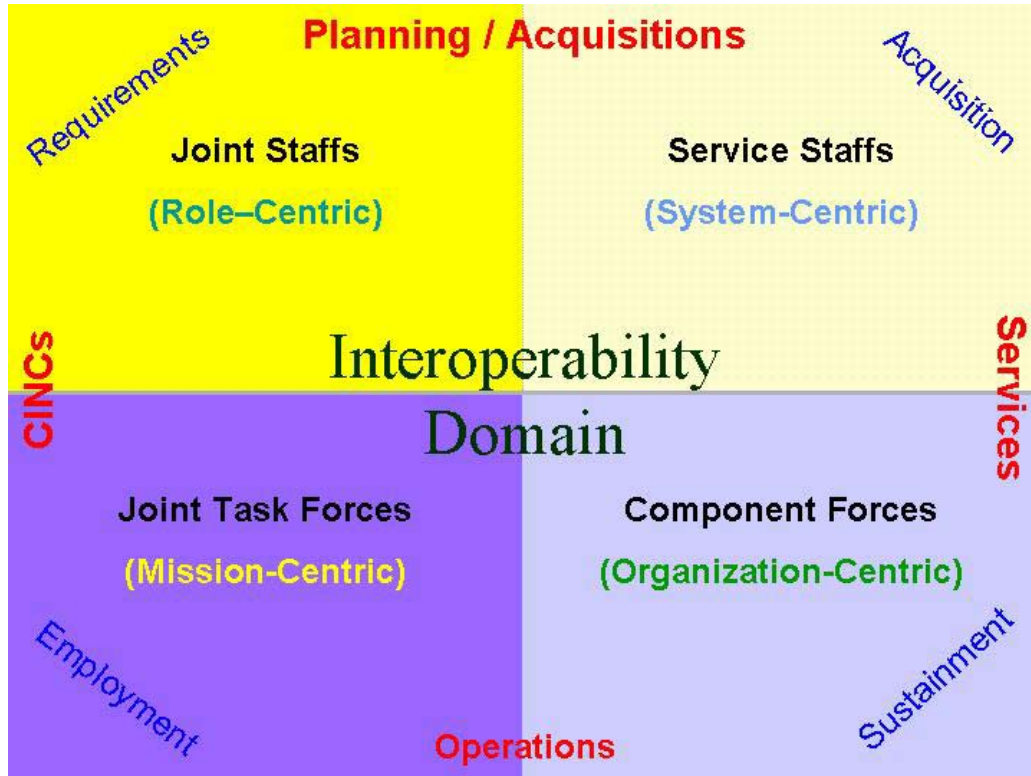 Planning / Acquisitions
Requirements
Acquisition
Joint Staffs
(Role–Centric)
Service Staffs
(System-Centric)
CINCs
Services
Interoperability
Domain
Joint Task Forces
(Mission-Centric)
Component Forces
(Organization-Centric)
Employment
Sustainment
Operations